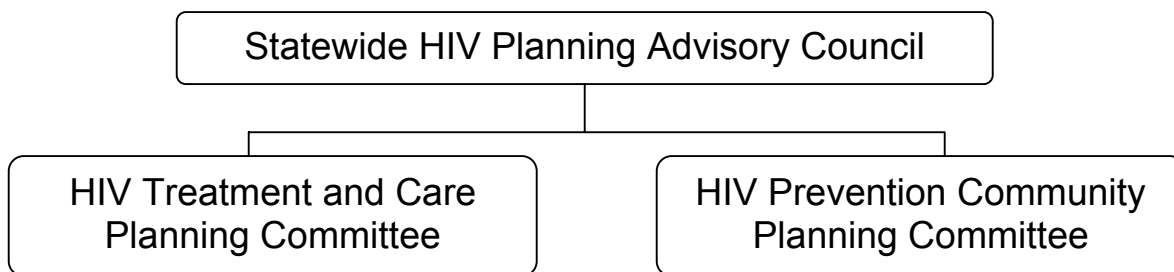 Statewide HIV Planning Advisory Council
HIV Treatment and Care
Planning Committee
HIV Prevention Community
Planning Committee